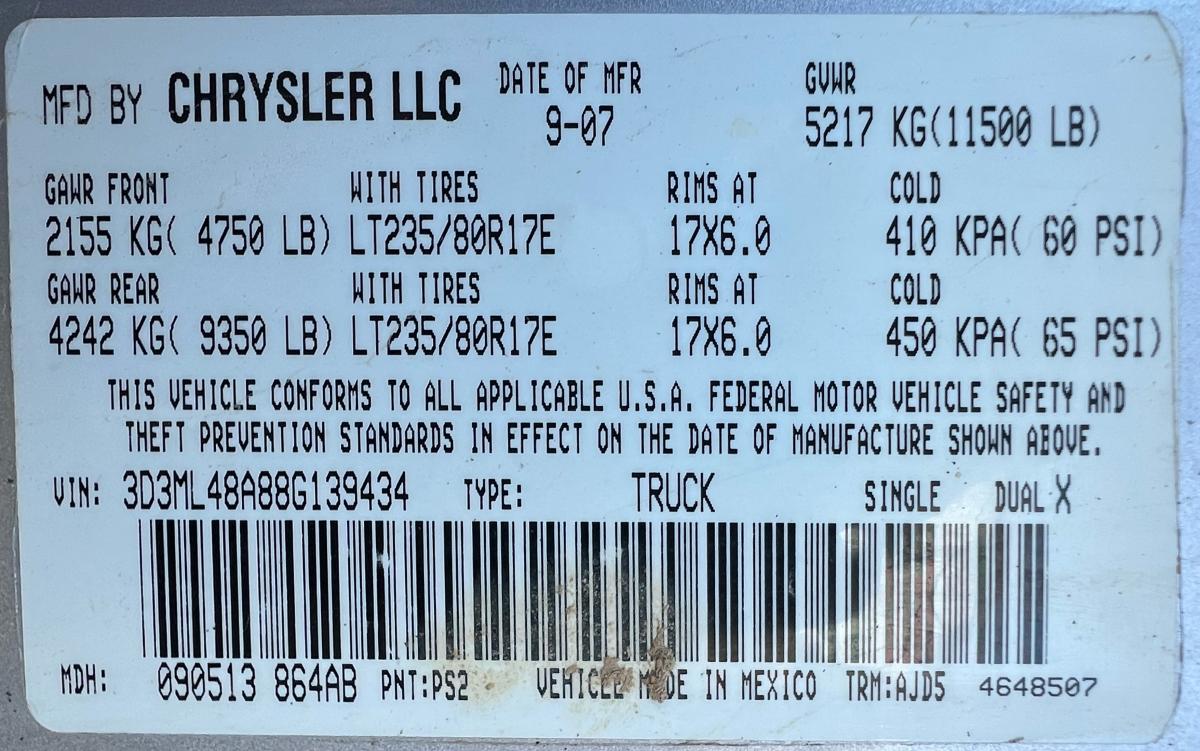 MFD BY CHRYSLER LLC DATE OF MFR GVWR
9-07 5217 KG(11500 LB)
GAWR FRONT WITH TIRES RIMS AT COLD
2155 KG( 4750 LB) LT235/80R17E 17X6.0 410 KPA( 60 PSI)
GAWR REAR WITH TIRES RIMS AT COLD
4242 KG( 9350 LB) LT235/80R17E 17X6.0 450 KPA( 65 PSI)
THIS VEHICLE CONFORMS TO ALL APPLICABLE U.S.A. FEDERAL MOTOR VEHICLE SAFETY AND
THEFT PREVENTION STANDARDS IN EFFECT ON THE DATE OF MANUFACTURE SHOWN ABOVE.
VIN: 3D3ML48A88G139434 TYPE: TRUCK SINGLE DUAL X
MDH: 090513 864AB PNT:PS2 VEHICLE MADE IN MEXICO TRM:AJD5 4648507